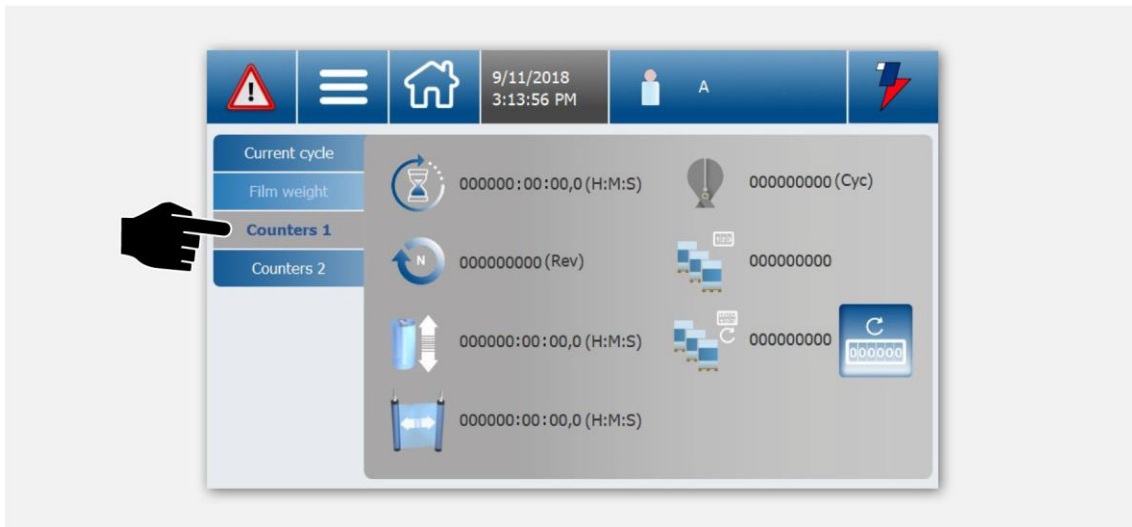 9/11/2018
3:13:56 PM
A
Current cycle
Film weight
Counters 1
Counters 2
000000:00:00,0 (H:M:S)
000000000 (Cyc)
N
000000000 (Rev)
000000000
000000:00:00,0 (H:M:S)
000000000
000000
000000:00:00,0 (H:M:S)